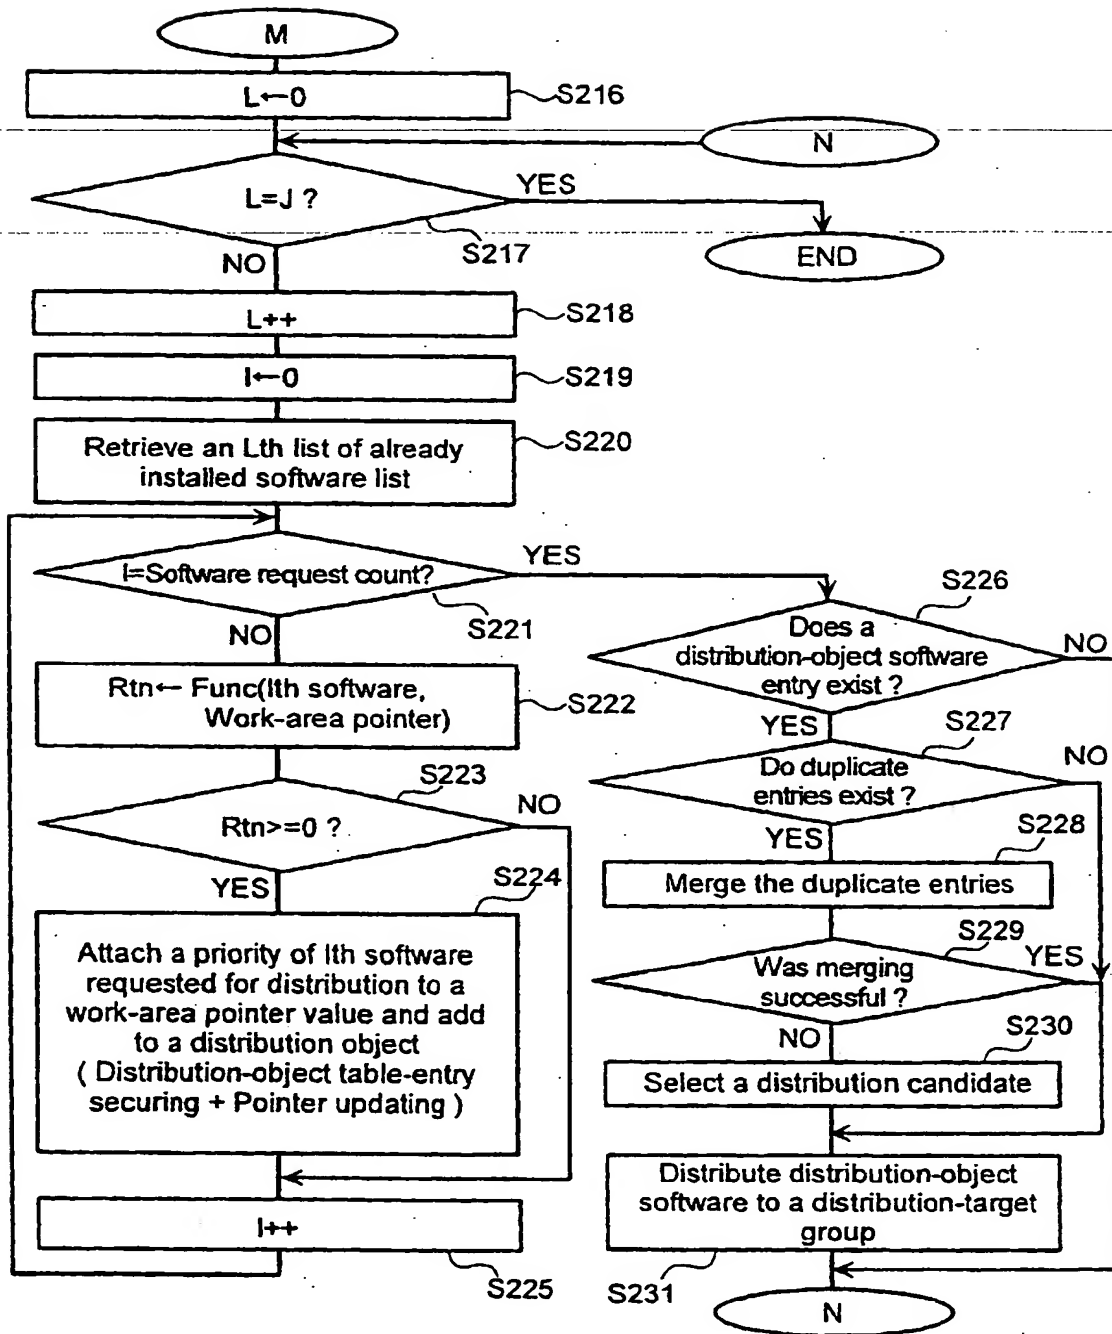 M
L←0
S216
N
L=J ?
YES
S217
NO
END
L++
S218
I←0
S219
Retrieve an Lth list of already
installed software list
S220
I=Software request count?
YES
S221
NO
Rtn← Func(Ith software,
Work-area pointer)
S222
S223
Rtn>=0 ?
NO
YES
S224
Attach a priority of Ith software
requested for distribution to a
work-area pointer value and add
to a distribution object
( Distribution-object table-entry
securing + Pointer updating )
I++
S225
S226
Does a
distribution-object software
entry exist ?
NO
YES
S227
Do duplicate
entries exist ?
NO
YES
S228
Merge the duplicate entries
S229
Was merging
successful ?
YES
NO
S230
Select a distribution candidate
Distribute distribution-object
software to a distribution-target
group
S231
N